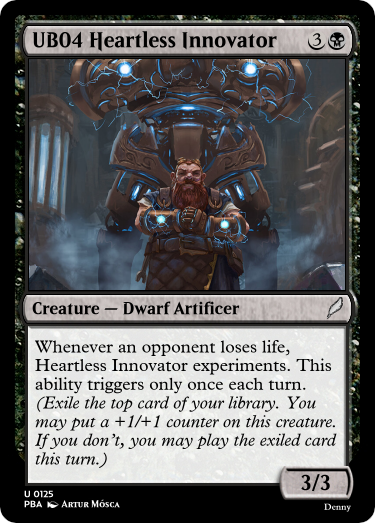 UB04 Heartless Innovator 3
Creature — Dwarf Artificer
Whenever an opponent loses life,
Heartless Innovator experiments. This
ability triggers only once each turn.
(Exile the top card of your library. You
may put a +1/+1 counter on this creature.
If you don't, you may play the exiled card
this turn.)
3/3
U 0125
PBA Artur Mósca
Denny